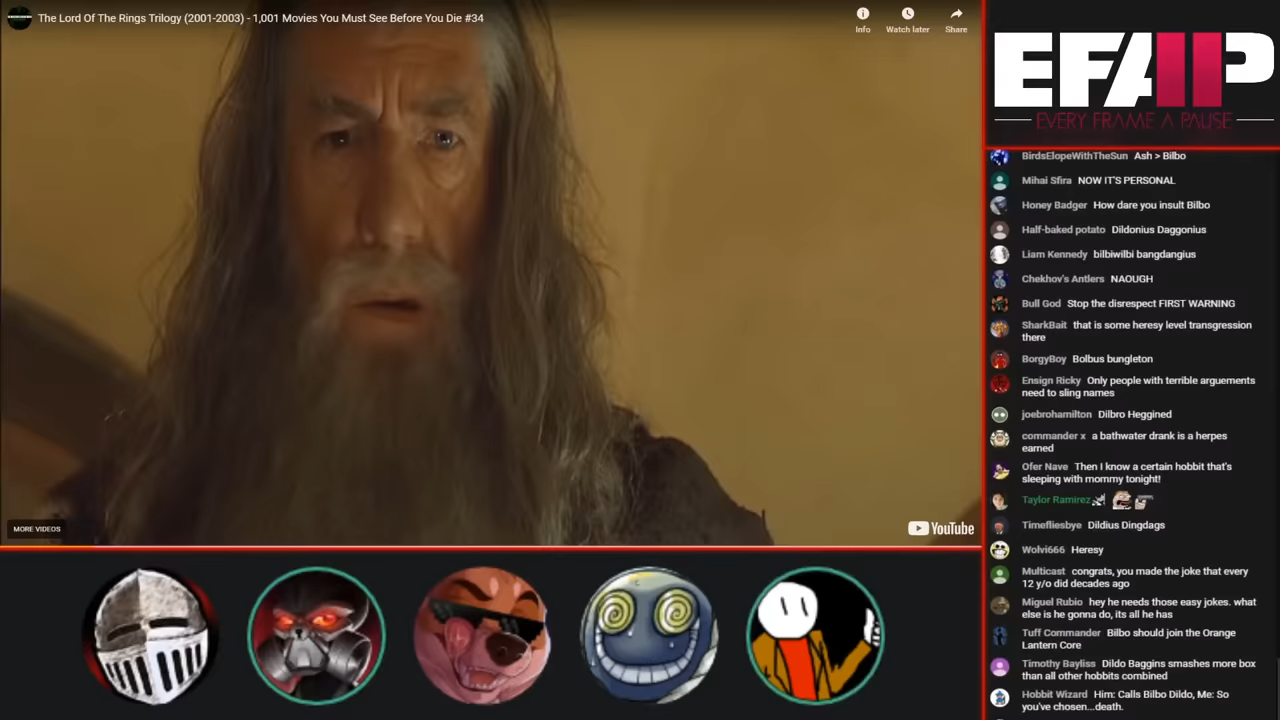 The Lord Of The Rings Trilogy (2001-2003) - 1,001 Movies You Must See Before You Die #34
Info
Watch later
Share
MORE VIDEOS
YouTube
EFAP
EVERY FRAME A PAUSE
BirdsElopeWithTheSun Ash > Bilbo
Mihai Sfira NOW IT'S PERSONAL
Honey Badger How dare you insult Bilbo
Half-baked potato Dildonius Daggonius
Liam Kennedy bilbiwilbi bangdangius
Chekhov's Antlers NAOUGH
Bull God Stop the disrespect FIRST WARNING
SharkBait that is some heresy level transgression
there
BorgyBoy Bolbus bungleton
Ensign Ricky Only people with terrible arguements
need to sling names
joebrohamilton Dilbro Heggined
commander x a bathwater drank is a herpes
earned
Ofer Nave Then I know a certain hobbit that's
sleeping with mommy tonight!
Taylor Ramirez
Timefliesbye Dildius Dingdags
Wolvi666 Heresy
Multicast congrats, you made the joke that every
12 y/o did decades ago
Miguel Rubio hey he needs those easy jokes. what
else is he gonna do, its all he has
Tuff Commander Bilbo should join the Orange
Lantern Core
Timothy Bayliss Dildo Baggins smashes more box
than all other hobbits combined
Hobbit Wizard Him: Calls Bilbo Dildo, Me: So
you've chosen...death.